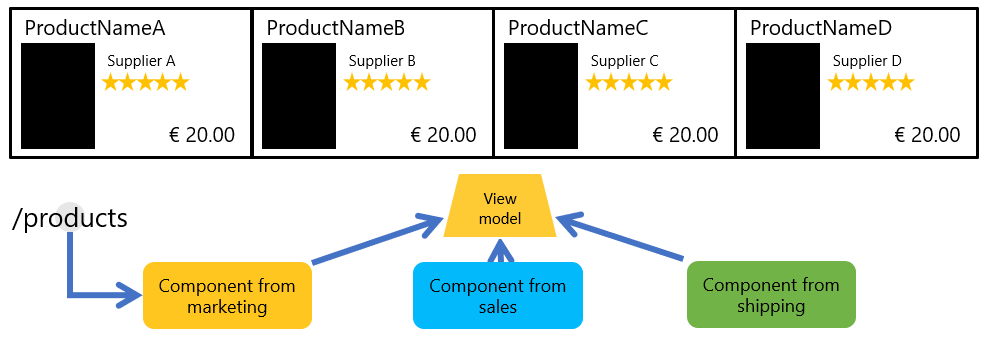 ProductNameA
Supplier A
€ 20.00
ProductNameB
Supplier B
€ 20.00
ProductNameC
Supplier C
€ 20.00
ProductNameD
Supplier D
€ 20.00
View
model
/products
Component from
marketing
Component from
sales
Component from
shipping